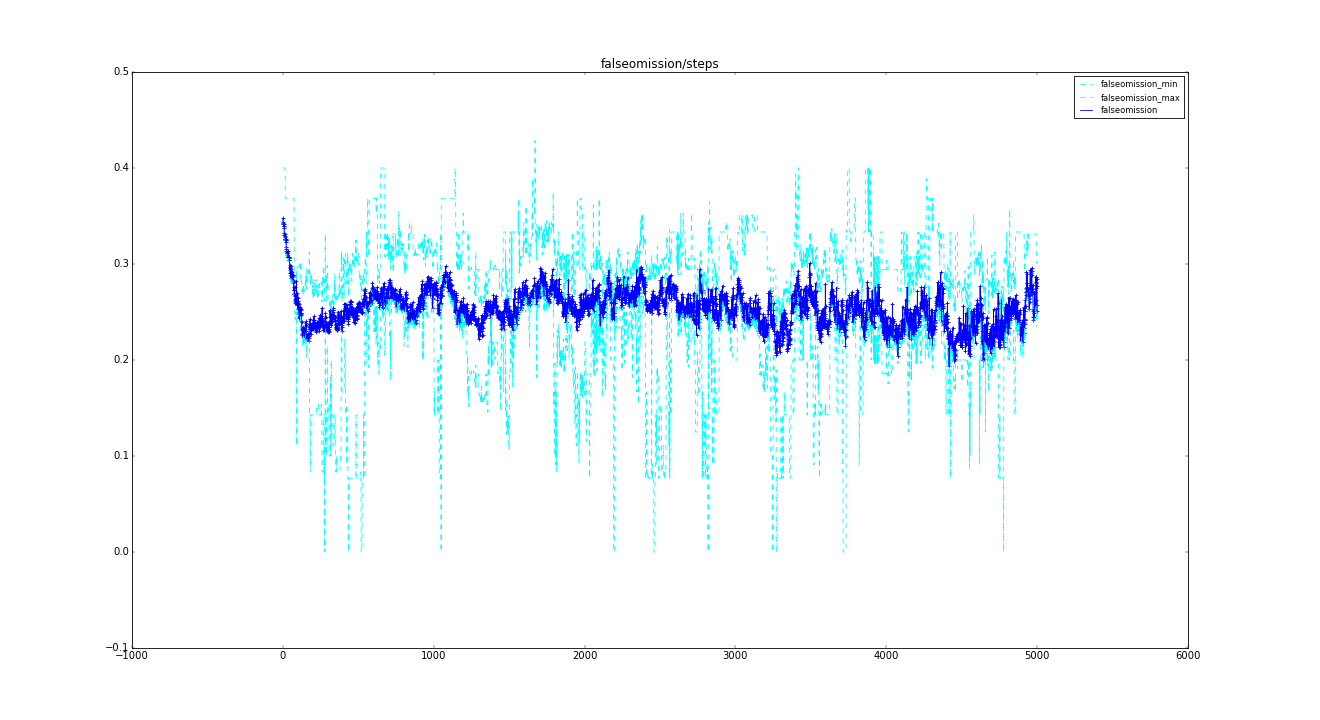 falseomission/steps
0.5
0.4
0.3
0.2
0.1
0.0
−0.1
−1000 0 1000 2000 3000 4000 5000 6000
falseomission_min
falseomission_max
falseomission